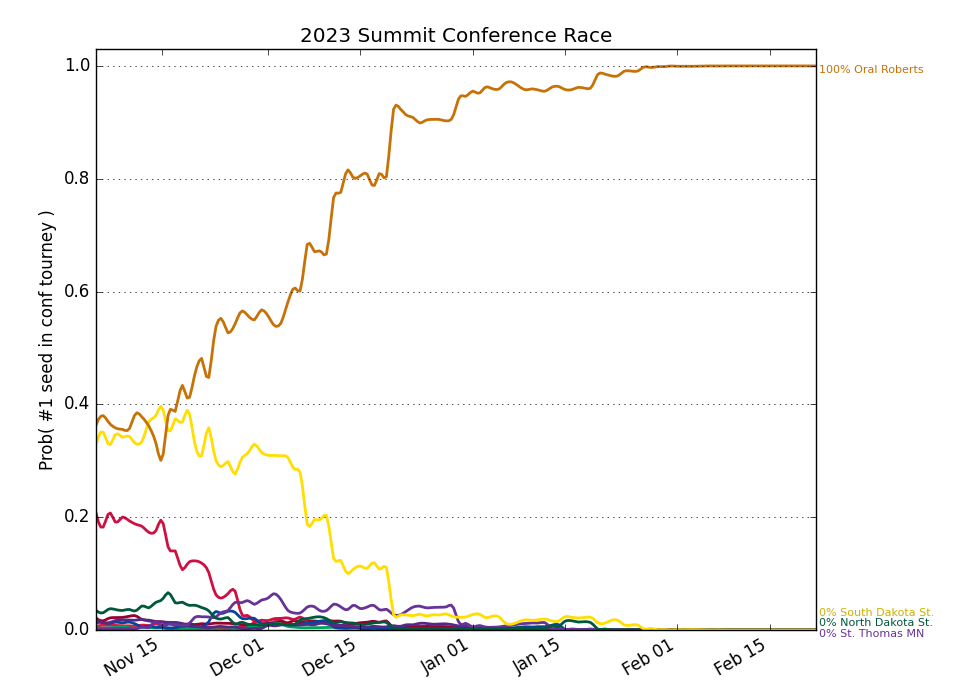 2023 Summit Conference Race
Prob( #1 seed in conf tourney )
1.0
0.8
0.6
0.4
0.2
0.0
100% Oral Roberts
0% South Dakota St.
0% North Dakota St.
0% St. Thomas MN
Nov 15
Dec 01
Dec 15
Jan 01
Jan 15
Feb 01
Feb 15